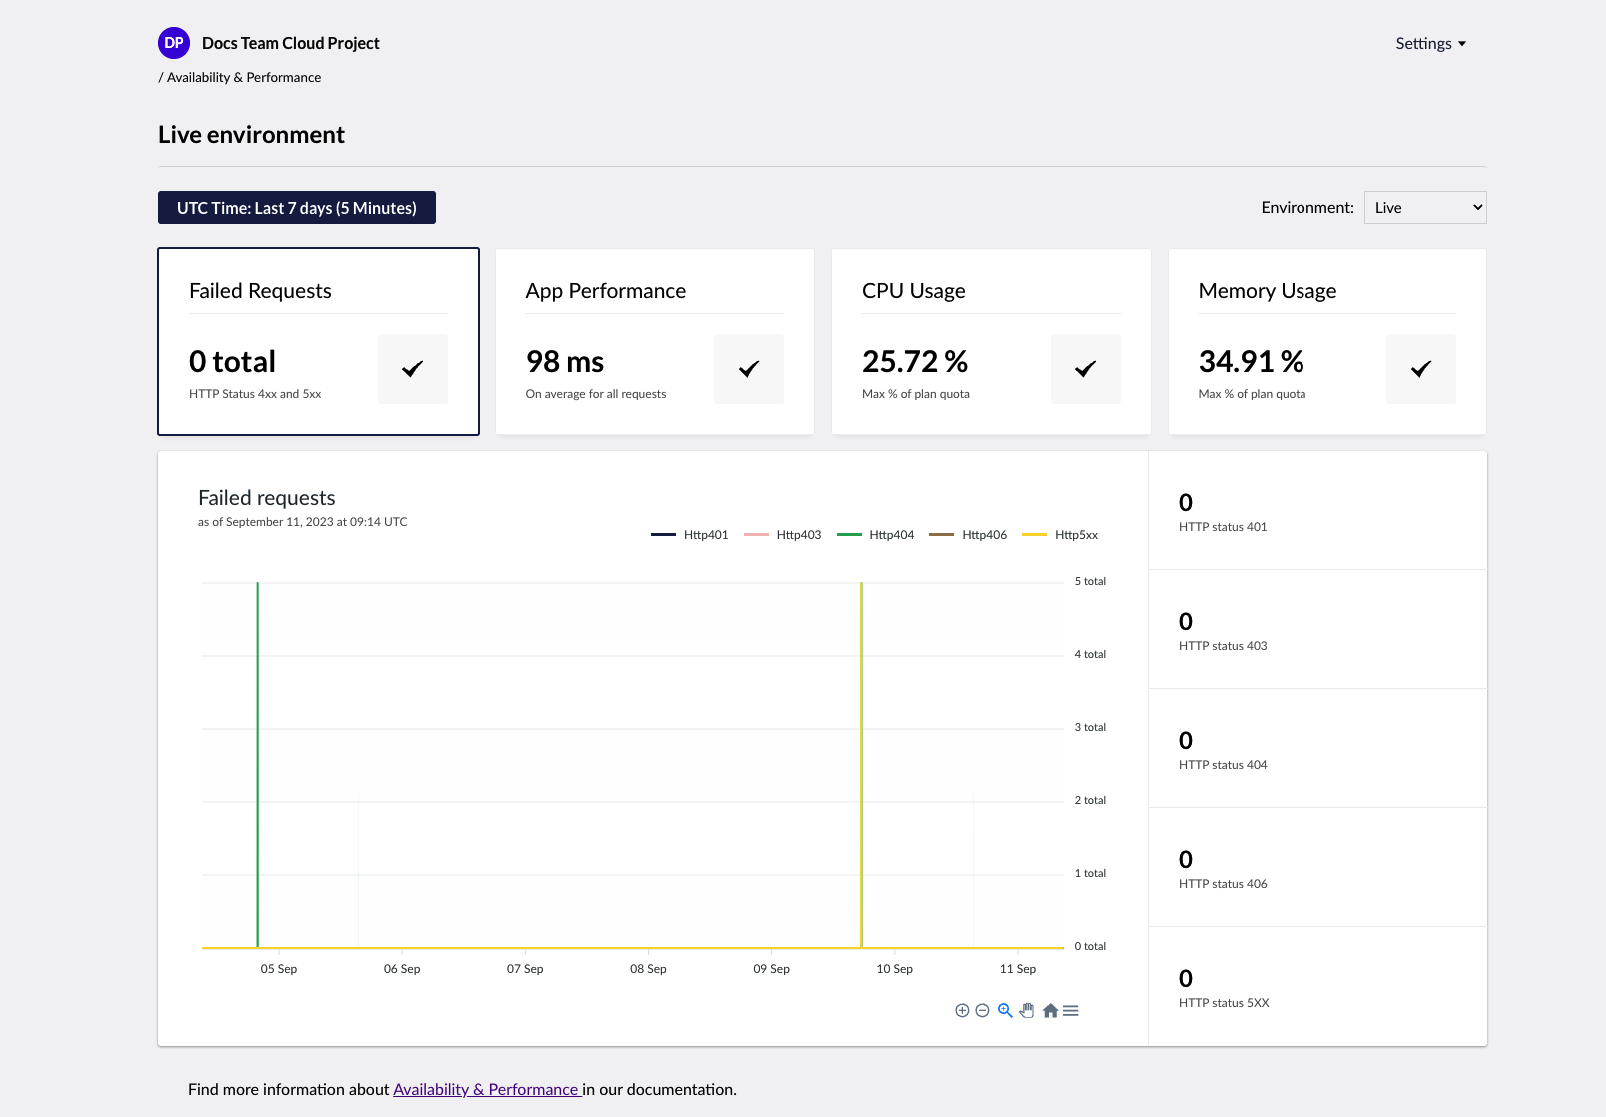 DP Docs Team Cloud Project
Settings
/ Availability & Performance
Live environment
UTC Time: Last 7 days (5 Minutes)
Environment: Live
Failed Requests
0 total
HTTP Status 4xx and 5xx
App Performance
98 ms
On average for all requests
CPU Usage
25.72 %
Max % of plan quota
Memory Usage
34.91 %
Max % of plan quota
Failed requests
as of September 11, 2023 at 09:14 UTC
Http401 Http403 Http404 Http406 Http5xx
5 total
4 total
3 total
2 total
1 total
0 total
05 Sep 06 Sep 07 Sep 08 Sep 09 Sep 10 Sep 11 Sep
0
HTTP status 401
0
HTTP status 403
0
HTTP status 404
0
HTTP status 406
0
HTTP status 5XX
Find more information about Availability & Performance in our documentation.